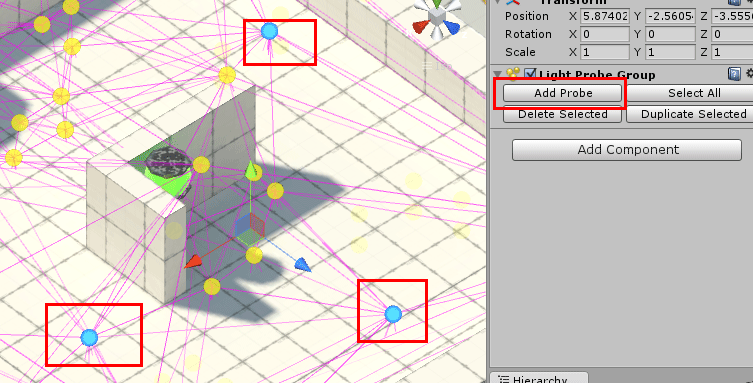 Transform
Position X 5.87402 Y -2.5605 Z -3.5556
Rotation X 0 Y 0 Z 0
Scale X 1 Y 1 Z 1
Light Probe Group
Add Probe Select All
Delete Selected Duplicate Selected
Add Component
Hierarchy